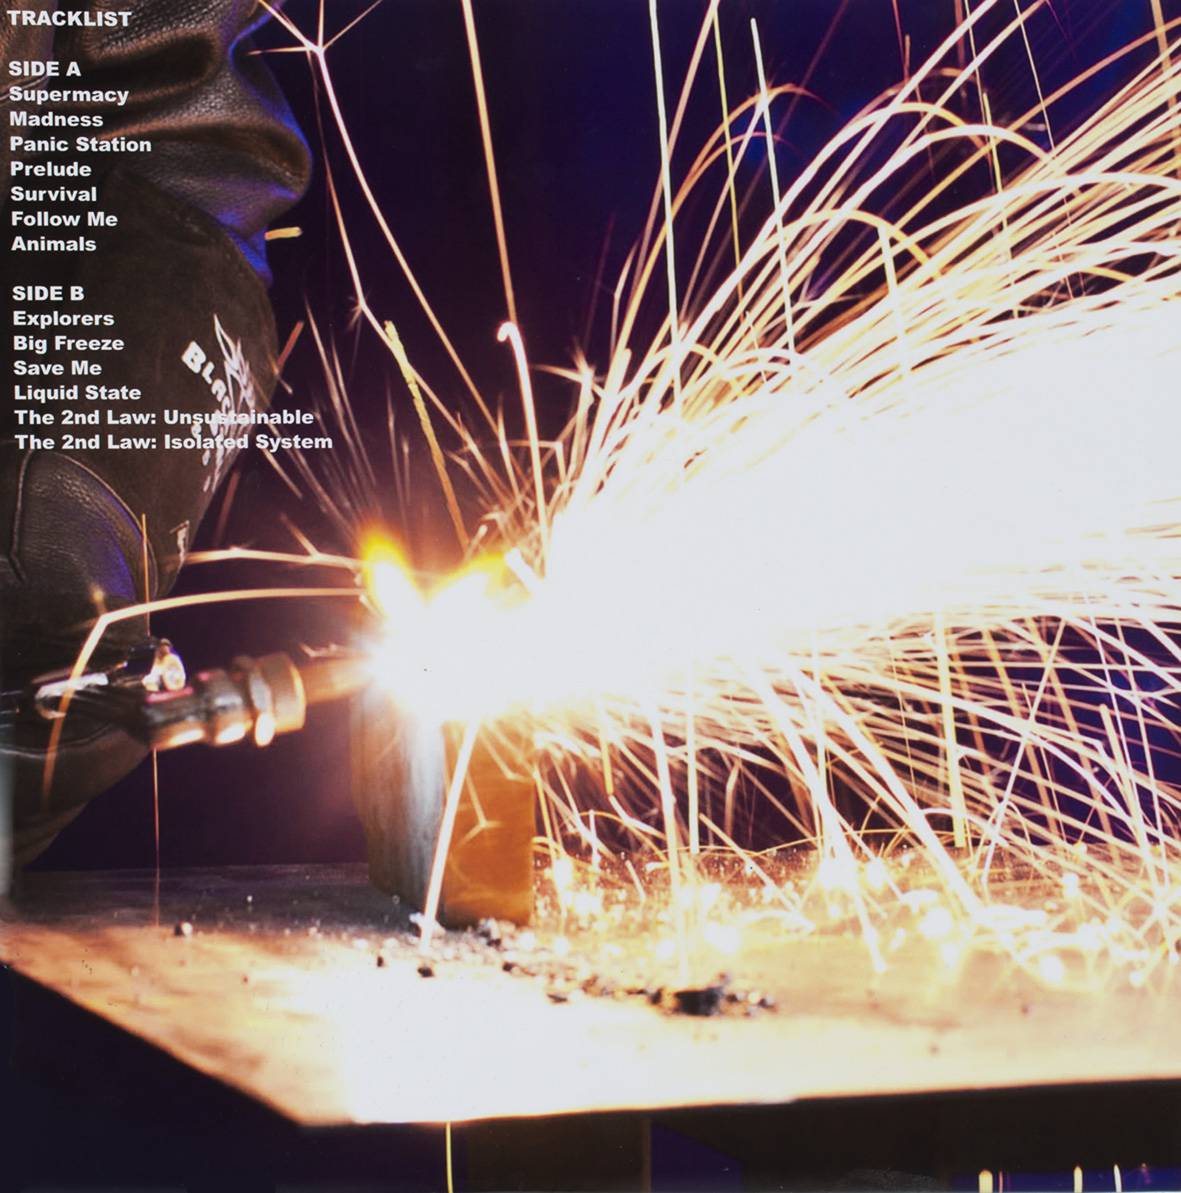 TRACKLIST
SIDE A
Supermacy
Madness
Panic Station
Prelude
Survival
Follow Me
Animals
SIDE B
Explorers
Big Freeze
Save Me
Liquid State
The 2nd Law: Unsustainable
The 2nd Law: Isolated System